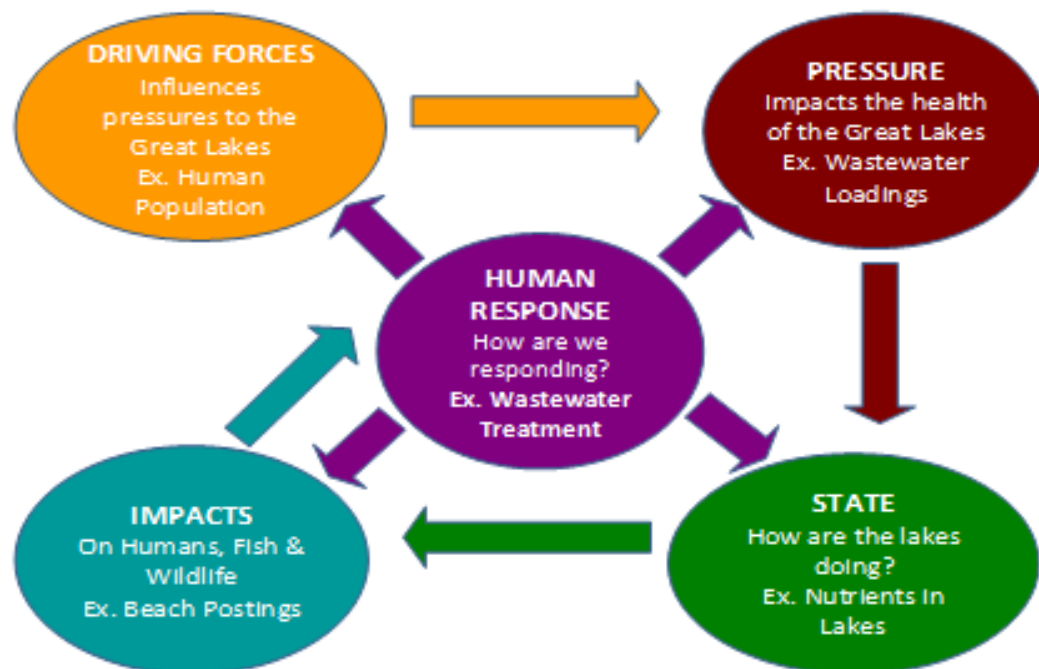 DRIVING FORCES
Influences
pressures to the
Great Lakes
Ex. Human
Population
PRESSURE
Impacts the health
of the Great Lakes
Ex. Wastewater
Loadings
HUMAN
RESPONSE
How are we
responding?
Ex. Wastewater
Treatment
IMPACTS
On Humans, Fish &
Wildlife
Ex. Beach Postings
STATE
How are the lakes
doing?
Ex. Nutrients in
Lakes